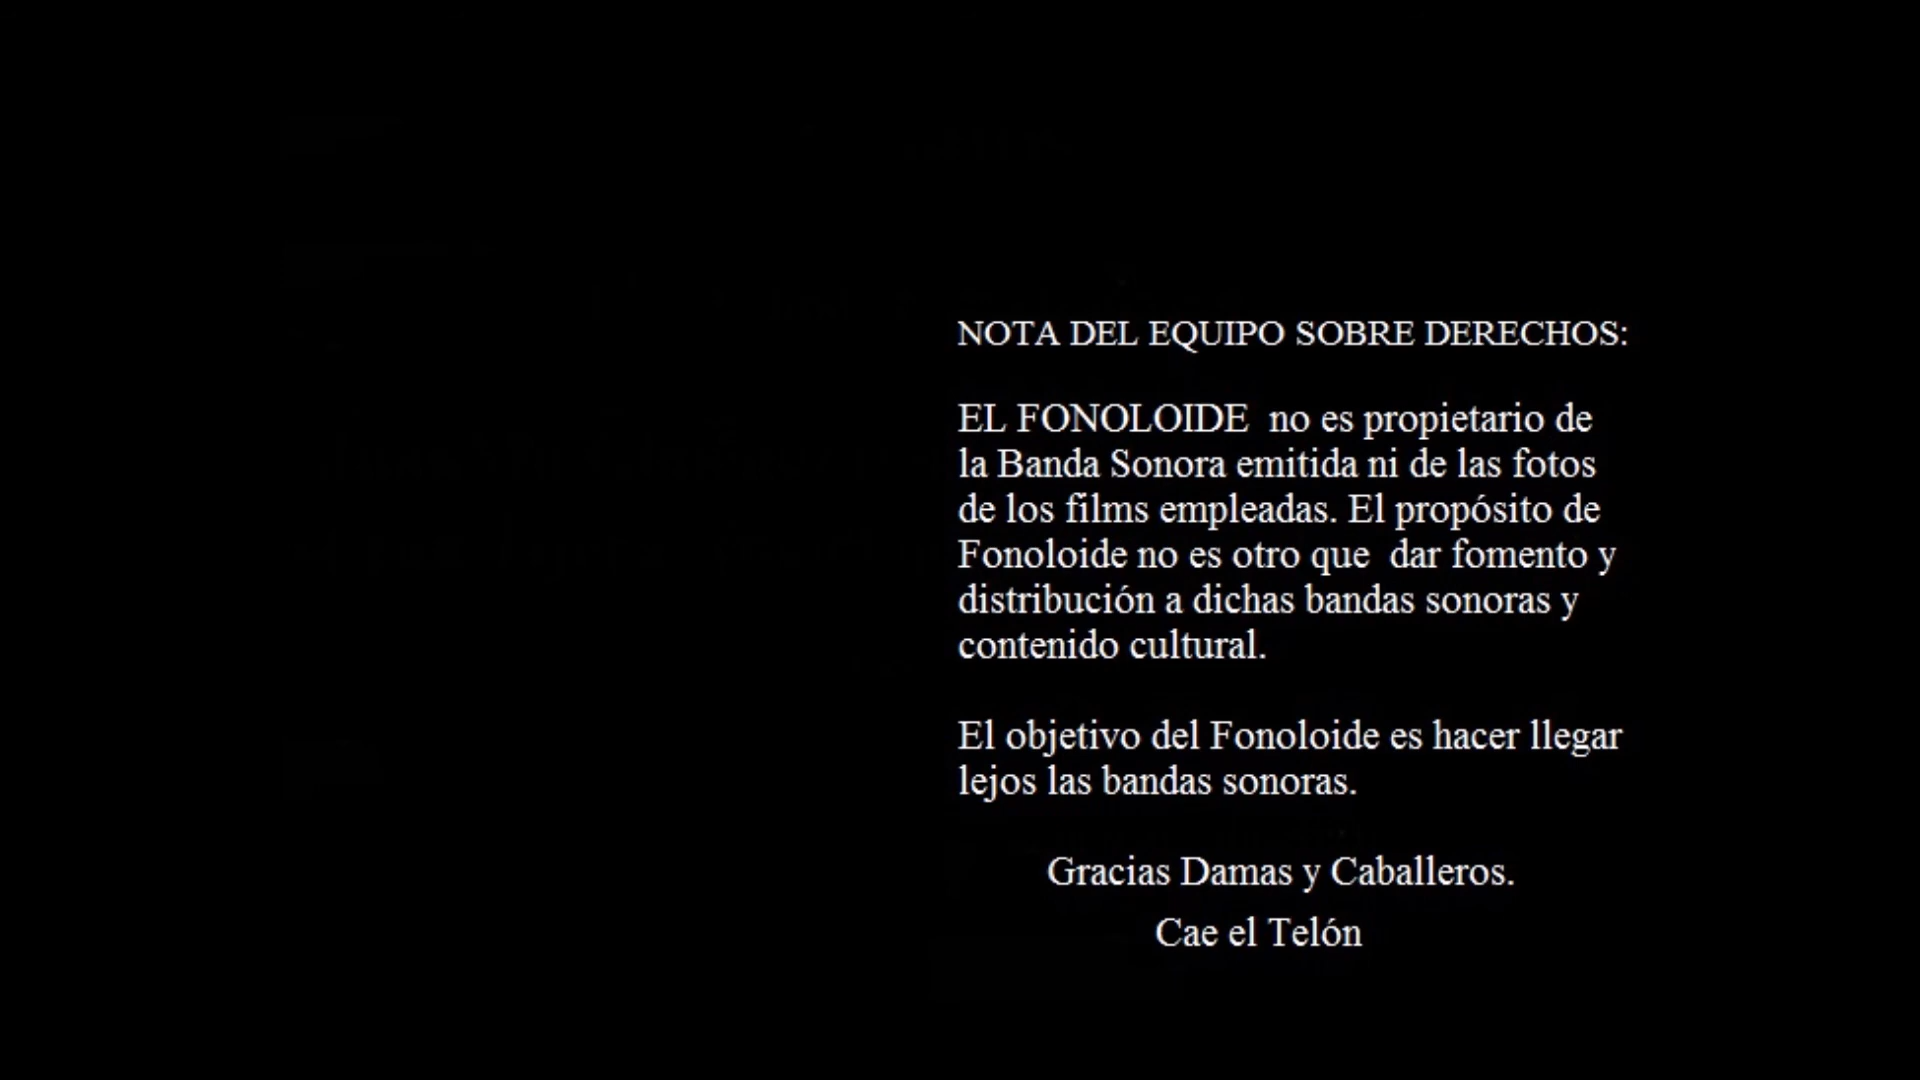 NOTA DEL EQUIPO SOBRE DERECHOS:
EL FONOLOIDE no es propietario de
la Banda Sonora emitida ni de las fotos
de los films empleadas. El propósito de
Fonoloide no es otro que dar fomento y
distribución a dichas bandas sonoras y
contenido cultural.
El objetivo del Fonoloide es hacer llegar
lejos las bandas sonoras.
Gracias Damas y Caballeros.
Cae el Telón